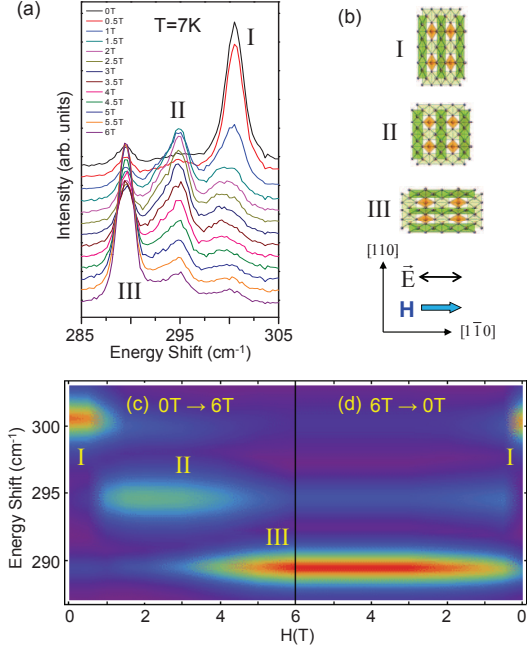 (a)
T=7K
0T
0.5T
1T
1.5T
2T
2.5T
3T
3.5T
4T
4.5T
5T
5.5T
6T
I
II
III
Intensity (arb. units)
285
295
305
Energy Shift (cm-1)
(b)
I
II
III
[110]
E
H
[11̄0]
(c) 0T → 6T
(d) 6T → 0T
I
II
III
I
Energy Shift (cm-1)
300
295
290
0 2 4 6 4 2 0
H(T)